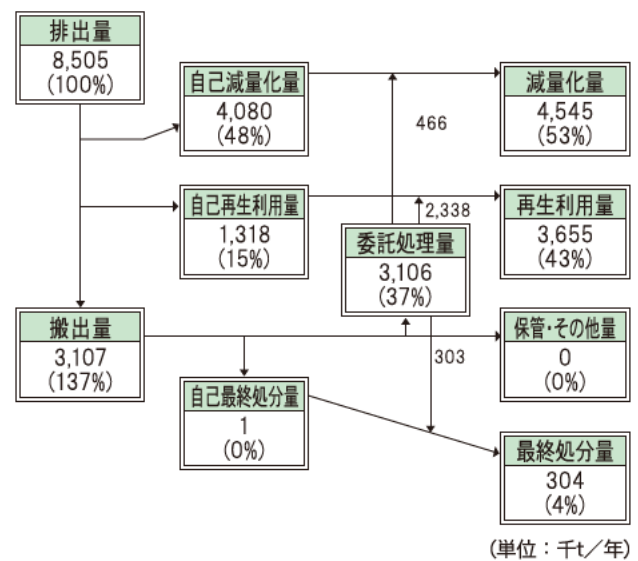 排出量
8,505
(100%)
自己減量化量
4,080
(48%)
減量化量
4,545
(53%)
466
自己再生利用量
1,318
(15%)
2,338
再生利用量
3,655
(43%)
委託処理量
3,106
(37%)
搬出量
3,107
(137%)
保管・その他量
0
(0%)
303
自己最終処分量
1
(0%)
最終処分量
304
(4%)
(単位：千t／年)